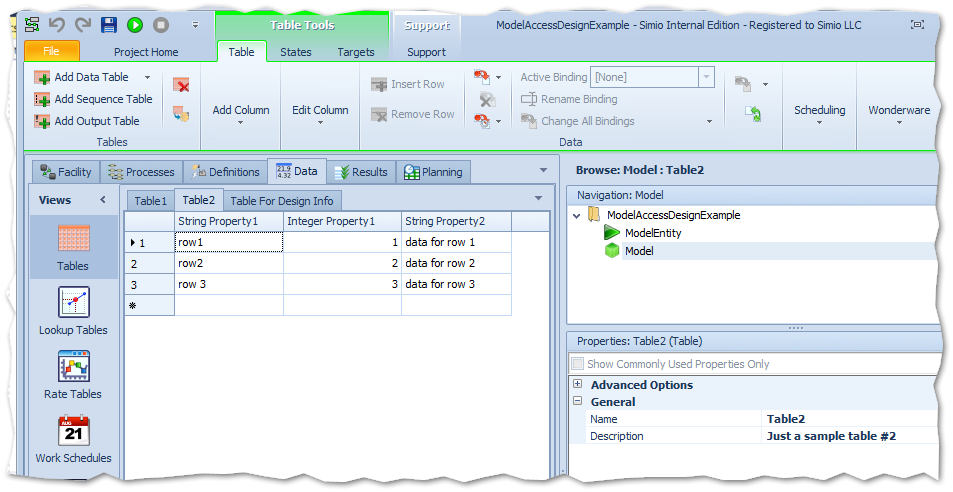 Table Tools
Support
ModelAccessDesignExample - Simio Internal Edition - Registered to Simio LLC
File
Project Home
Table
States
Targets
Support
Add Data Table
Add Sequence Table
Add Output Table
Tables
Add Column
Edit Column
Insert Row
Remove Row
Active Binding [None]
Rename Binding
Change All Bindings
Data
Scheduling
Wonderware
Facility
Processes
Definitions
21.9
4.32
Data
Results
Planning
Views
Tables
Lookup Tables
Rate Tables
AUG
21
Work Schedules
Table1
Table2
Table For Design Info
String Property1 Integer Property1 String Property2
1 row1 1 data for row 1
2 row2 2 data for row 2
3 row 3 3 data for row 3
Browse: Model : Table2
Navigation: Model
ModelAccessDesignExample
ModelEntity
Model
Properties: Table2 (Table)
Show Commonly Used Properties Only
Advanced Options
General
Name Table2
Description Just a sample table #2